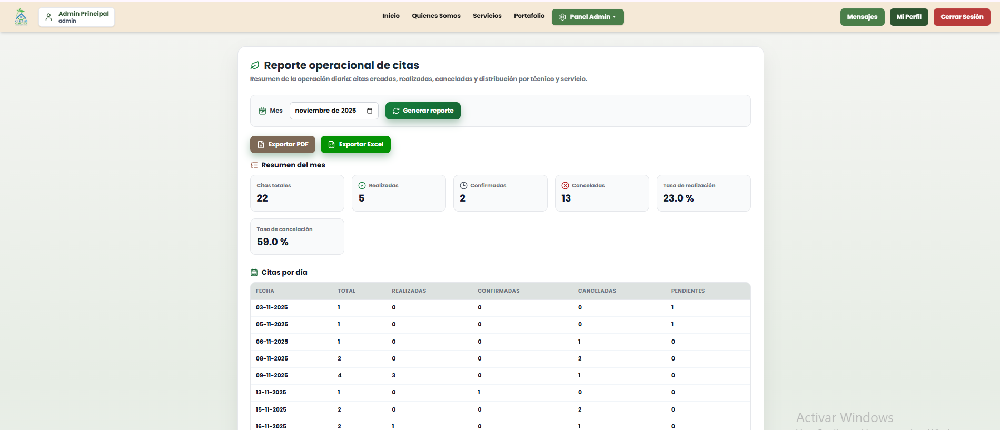 Admin Principal
admin
Inicio Quienes Somos Servicios Portafolio Panel Admin
Mensajes Mi Perfil Cerrar Sesión
Reporte operacional de citas
Resumen de la operación diaria: citas creadas, realizadas, canceladas y distribución por técnico y servicio.
Mes noviembre de 2025 Generar reporte
Exportar PDF Exportar Excel
Resumen del mes
Citas totales
22
Realizadas
5
Confirmadas
2
Canceladas
13
Tasa de realización
23.0 %
Tasa de cancelación
59.0 %
Citas por día
FECHA TOTAL REALIZADAS CONFIRMADAS CANCELADAS PENDIENTES
03-11-2025 1 0 0 0 1
05-11-2025 1 0 0 0 1
06-11-2025 1 0 0 1 0
08-11-2025 2 0 0 2 0
09-11-2025 4 3 0 1 0
13-11-2025 1 0 1 0 0
15-11-2025 2 0 0 2 0
16-11-2025 2 1 0 1 0
Activar Windows